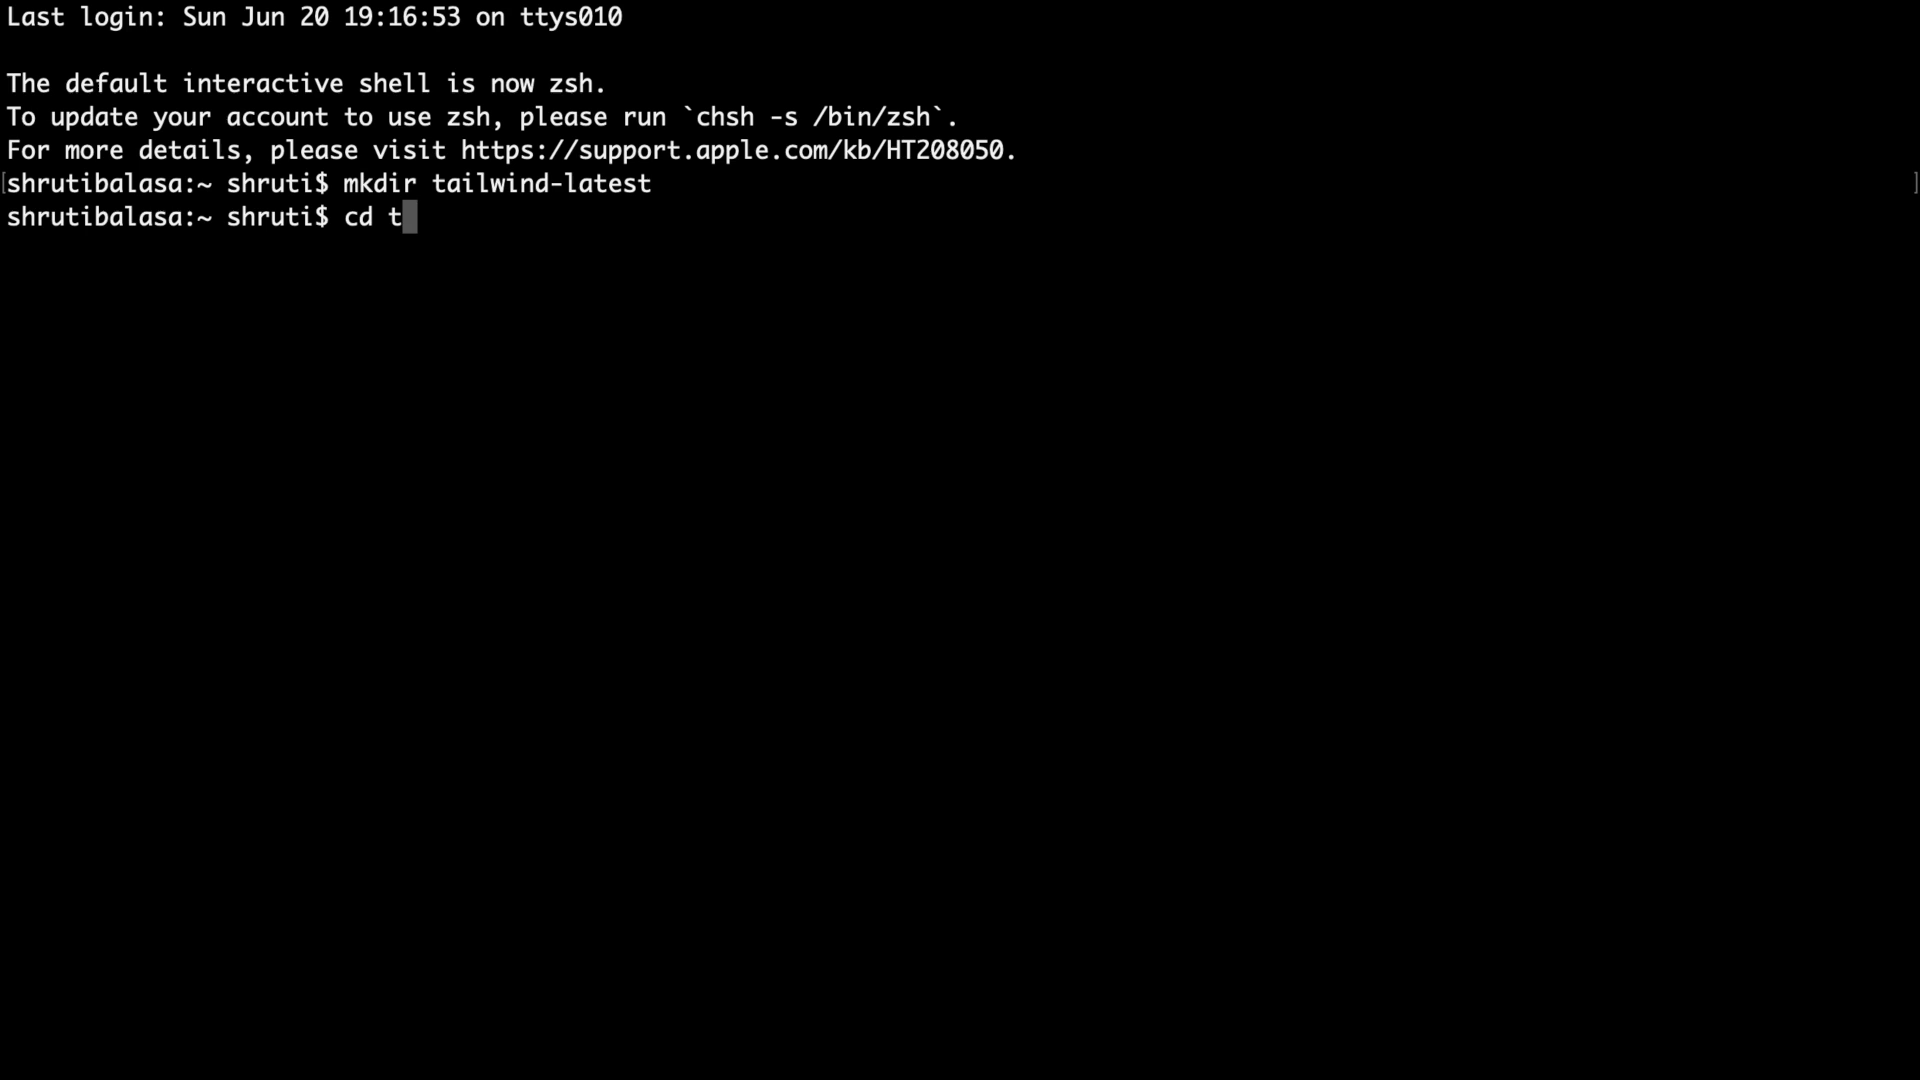 Last login: Sun Jun 20 19:16:53 on ttys010
The default interactive shell is now zsh.
To update your account to use zsh, please run `chsh -s /bin/zsh`.
For more details, please visit https://support.apple.com/kb/HT208050.
[shrutibalasa:~ shruti$ mkdir tailwind-latest ]
shrutibalasa:~ shruti$ cd t